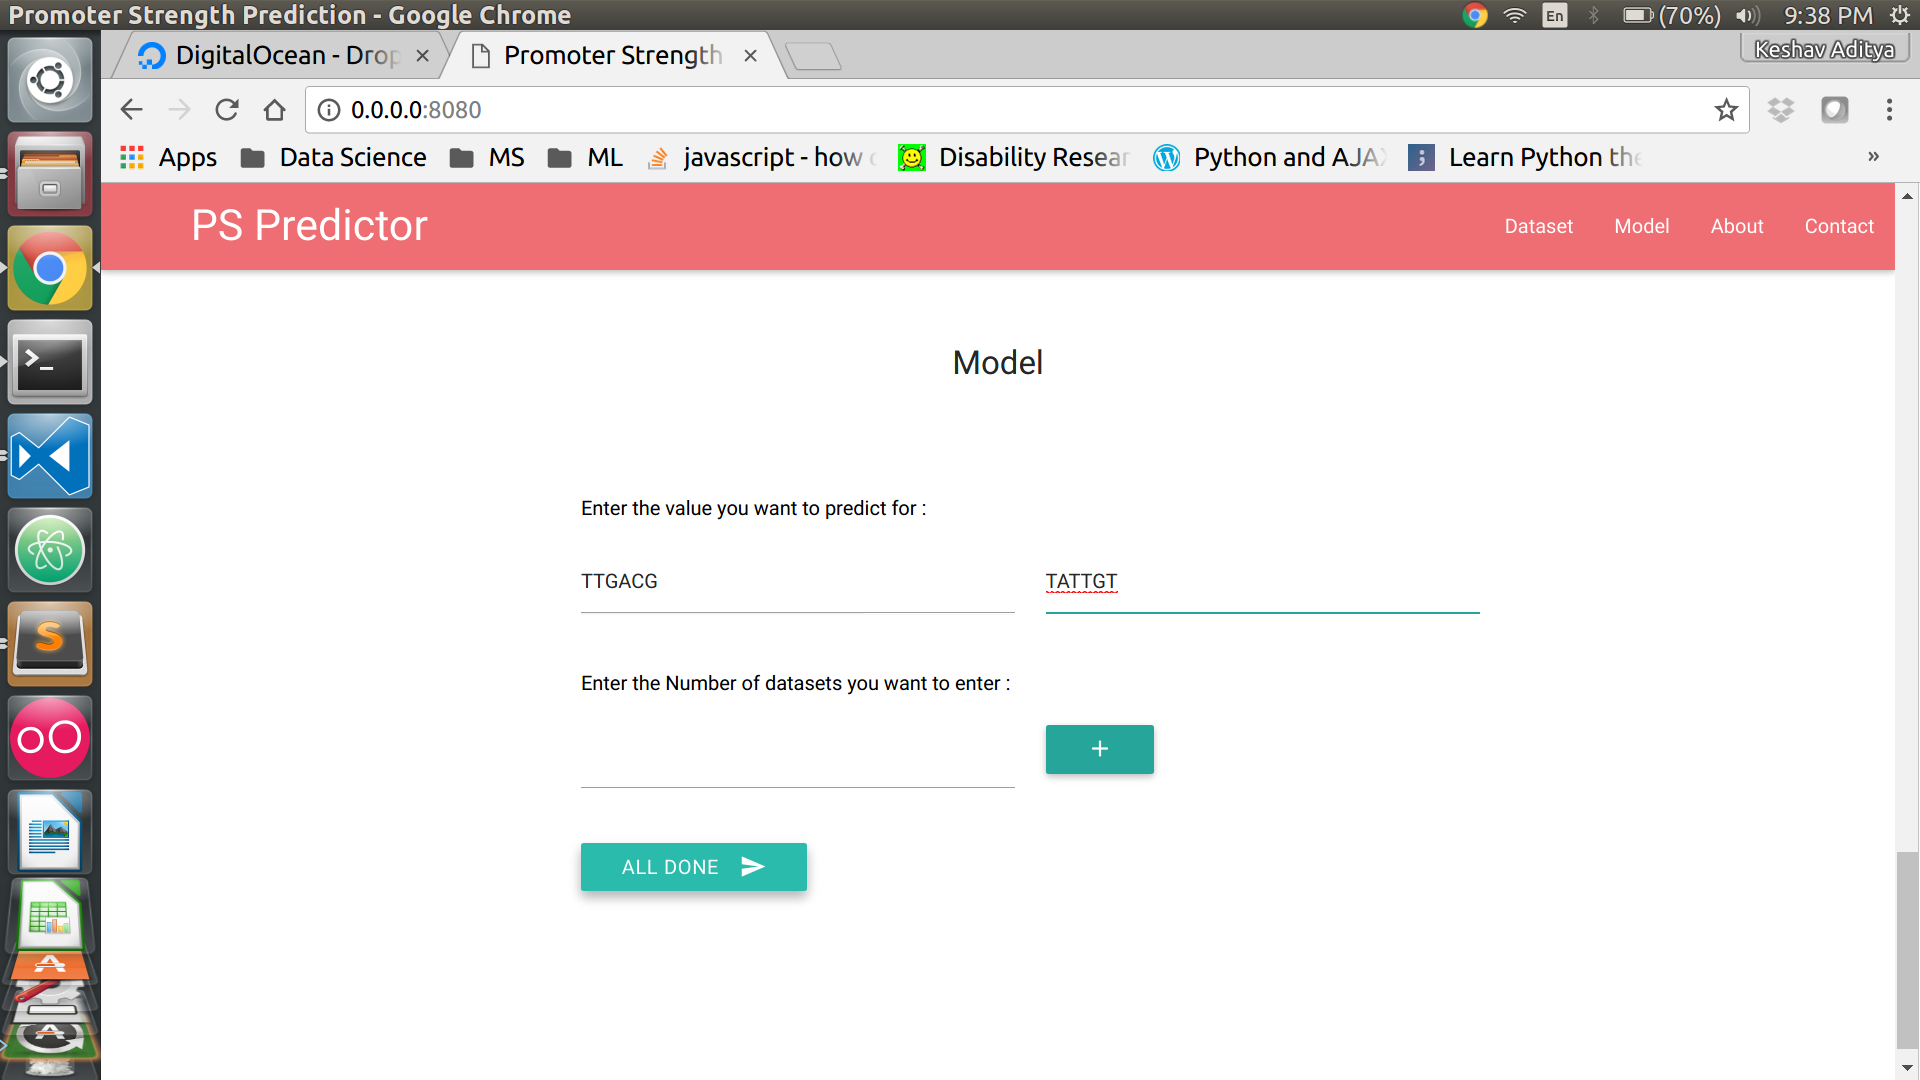 Promoter Strength Prediction - Google Chrome
En (70%) 9:38 PM
DigitalOcean - Drop
Promoter Strength
Keshav Aditya
0.0.0.0:8080
Apps Data Science MS ML javascript - how Disability Resear Python and AJAX Learn Python the »
PS Predictor
Dataset Model About Contact
Model
Enter the value you want to predict for :
TTGACG TATTGT
Enter the Number of datasets you want to enter :
+
ALL DONE